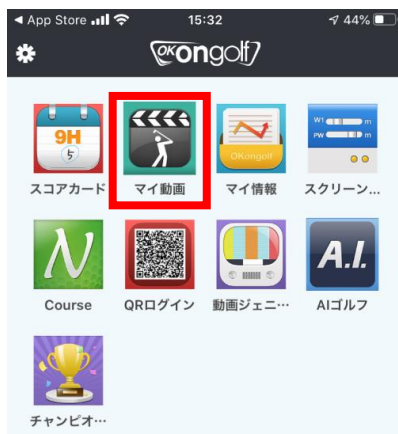 ◀ App Store 15:32 44%
OK ongolf
9H
5
OKongolf
W1 m
PW m
スコアカード マイ動画 マイ情報 スクリーン…
N
A.I.
Course QRログイン 動画ジェニ… AIゴルフ
チャンピオ…